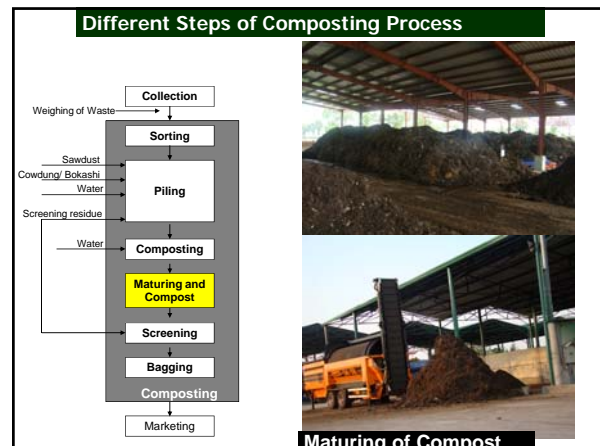 Different Steps of Composting Process
Collection
Weighing of Waste
Sorting
Sawdust
Cowdung/ Bokashi
Water
Piling
Screening residue
Water
Composting
Maturing and
Compost
Screening
Bagging
Composting
Marketing
Maturing of Compost